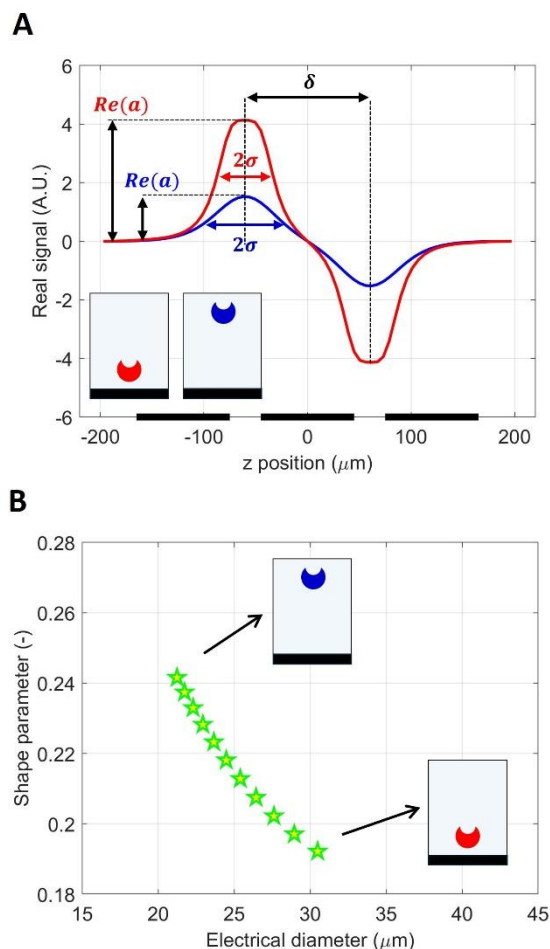 A
6
4
2
0
-2
-4
-6
Real signal (A.U.)
Re(a)
Re(a)
δ
2σ
2σ
-200
-100
0
100
200
z position (μm)
B
0.28
0.26
0.24
0.22
0.2
0.18
Shape parameter (-)
15
20
25
30
35
40
45
Electrical diameter (μm)